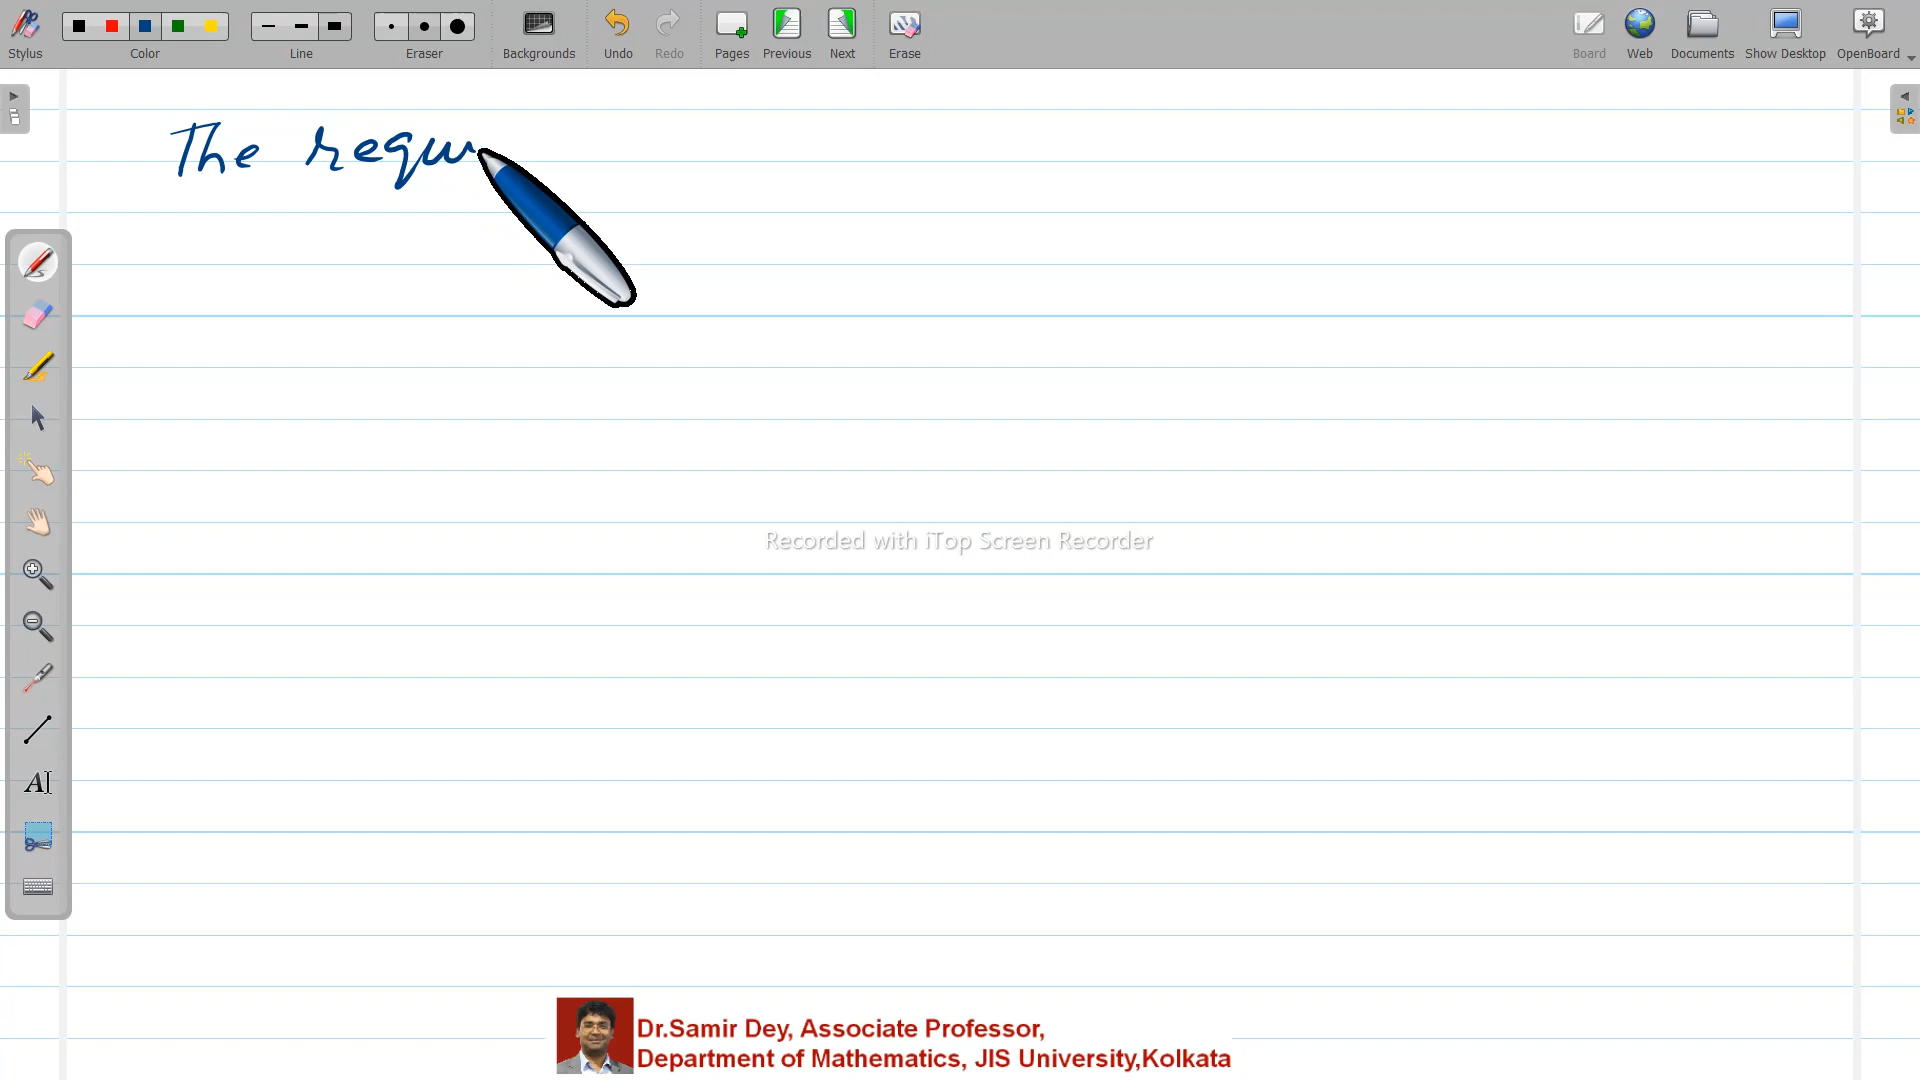 Stylus Color Line Eraser Backgrounds Undo Redo Pages Previous Next Erase Board Web Documents Show Desktop OpenBoard
The requi
Recorded with iTop Screen Recorder
Dr.Samir Dey, Associate Professor,
Department of Mathematics, JIS University,Kolkata